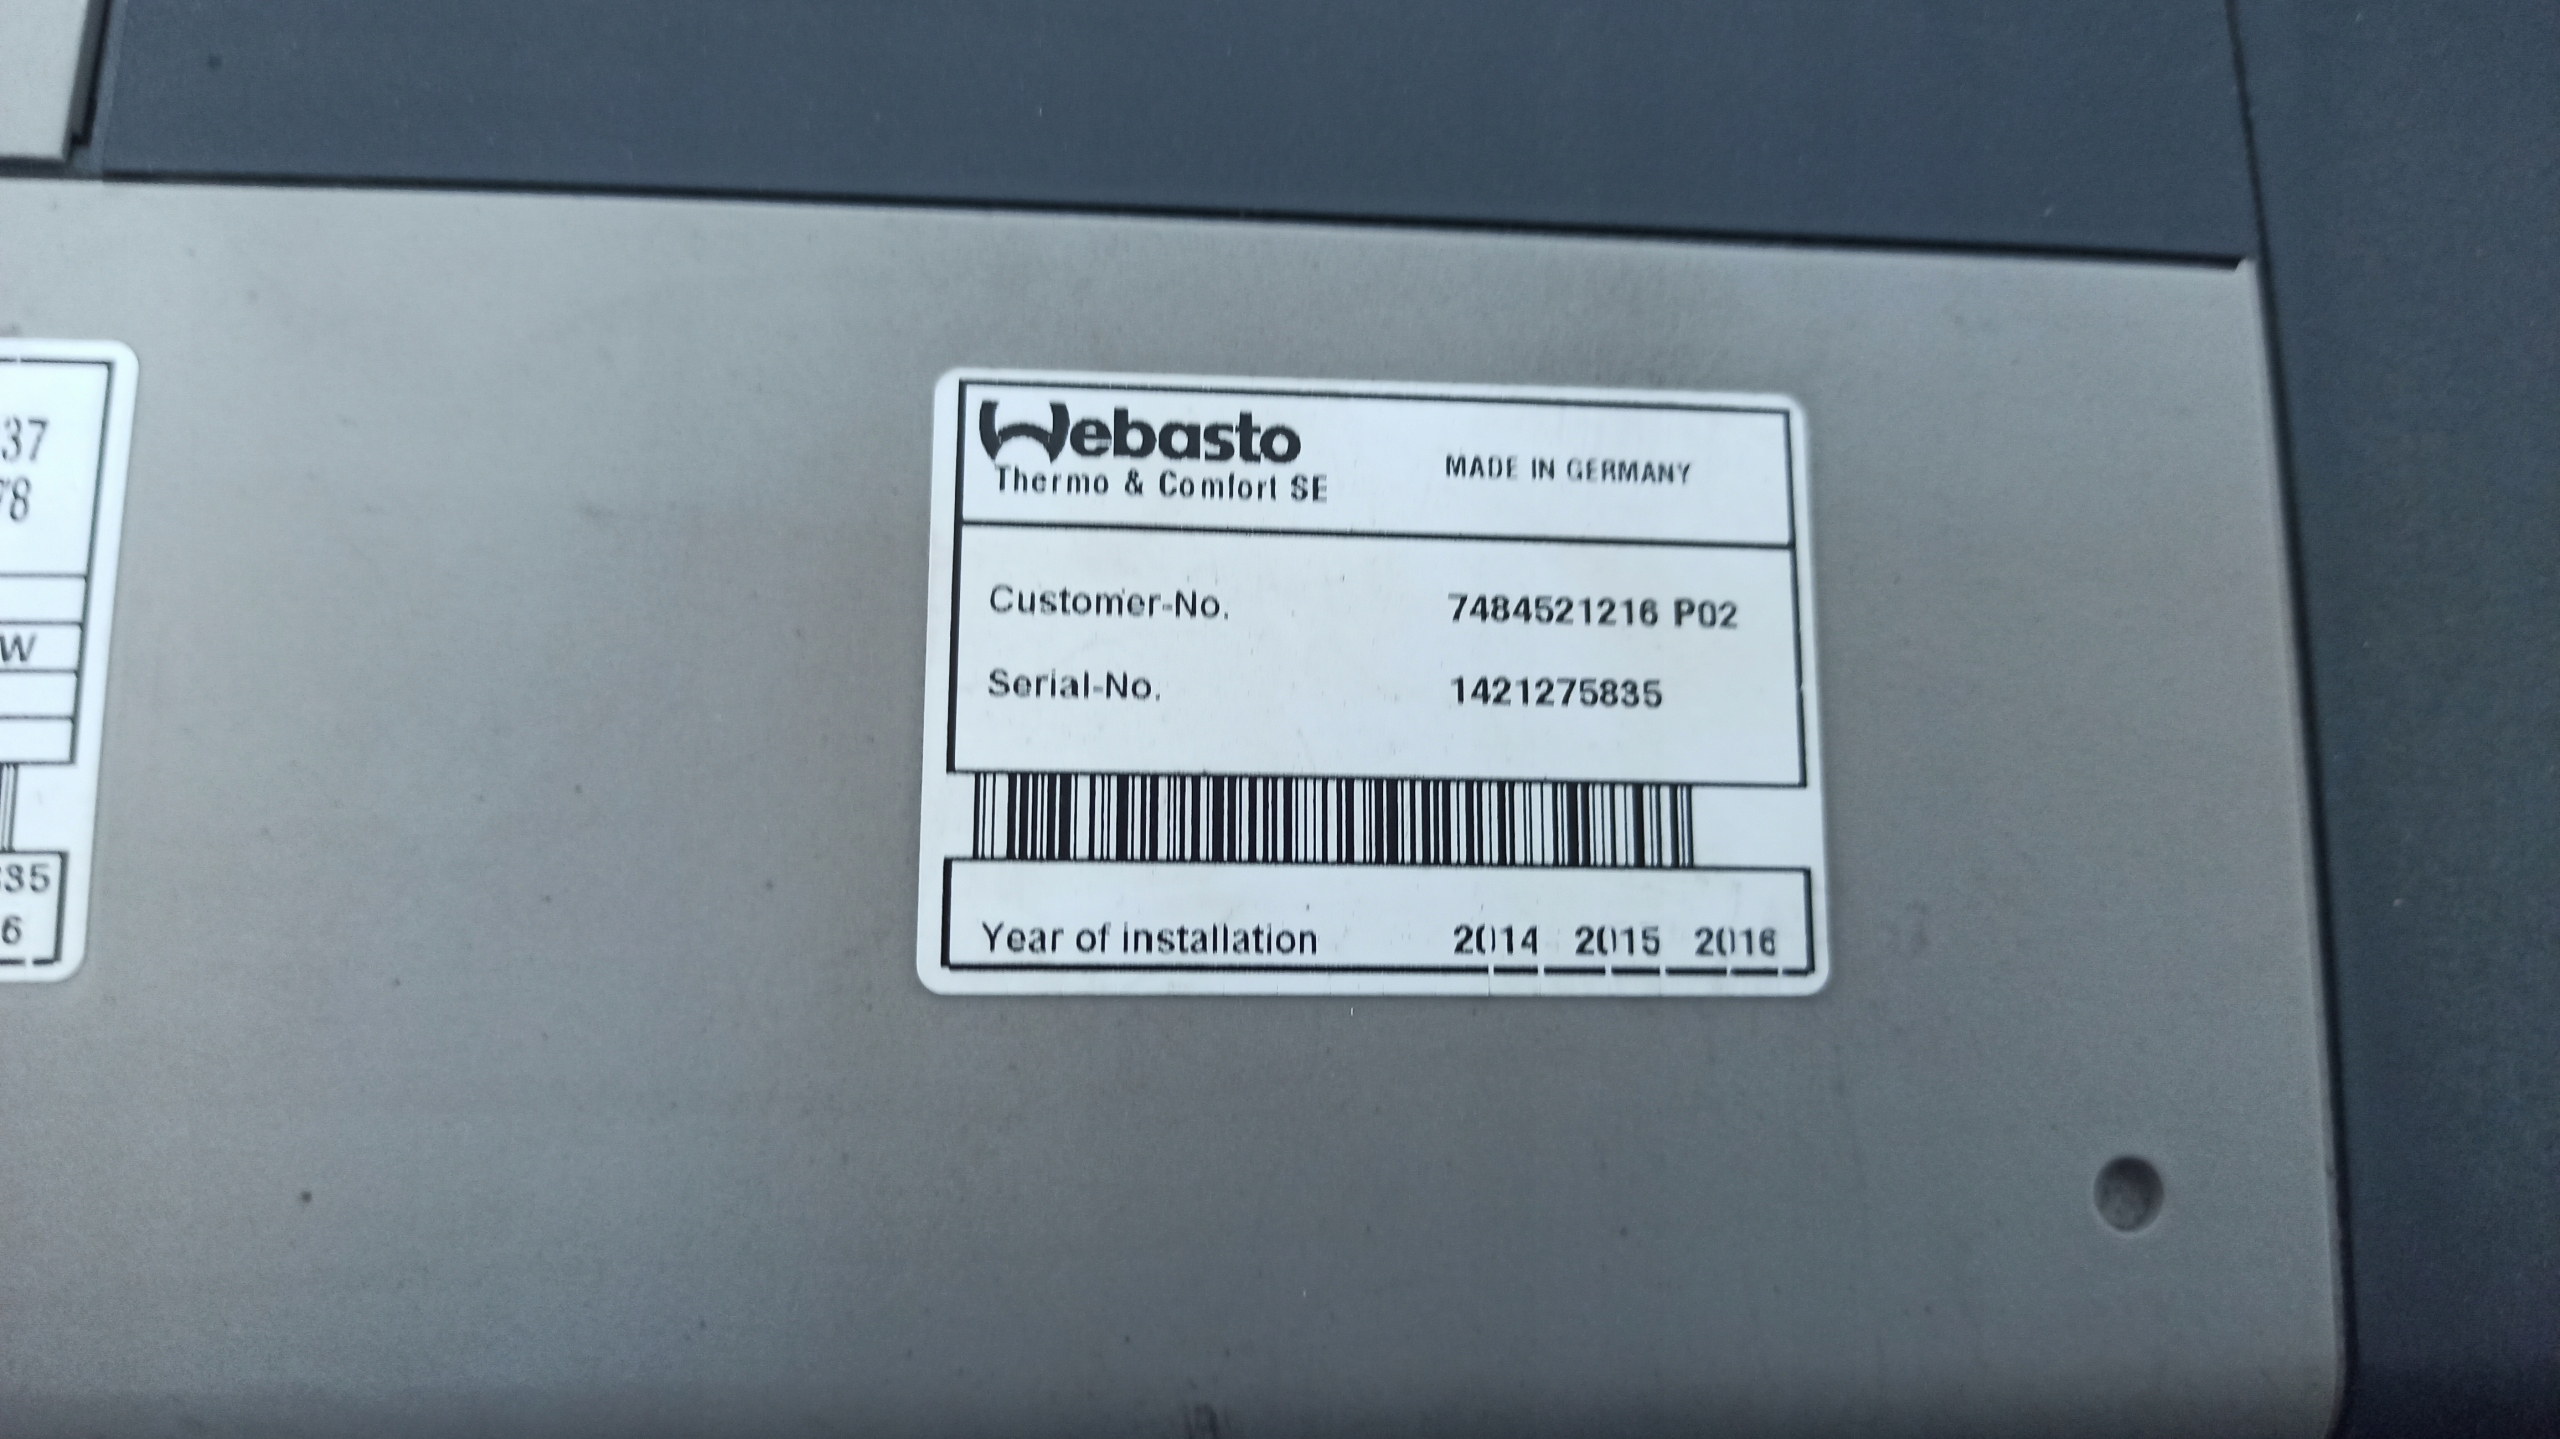 Webasto
Thermo & Comfort SE
MADE IN GERMANY
Customer-No. 7484521216 P02
Serial-No. 1421275835
Year of installation 2014 2015 2016
37
78
W
835
6